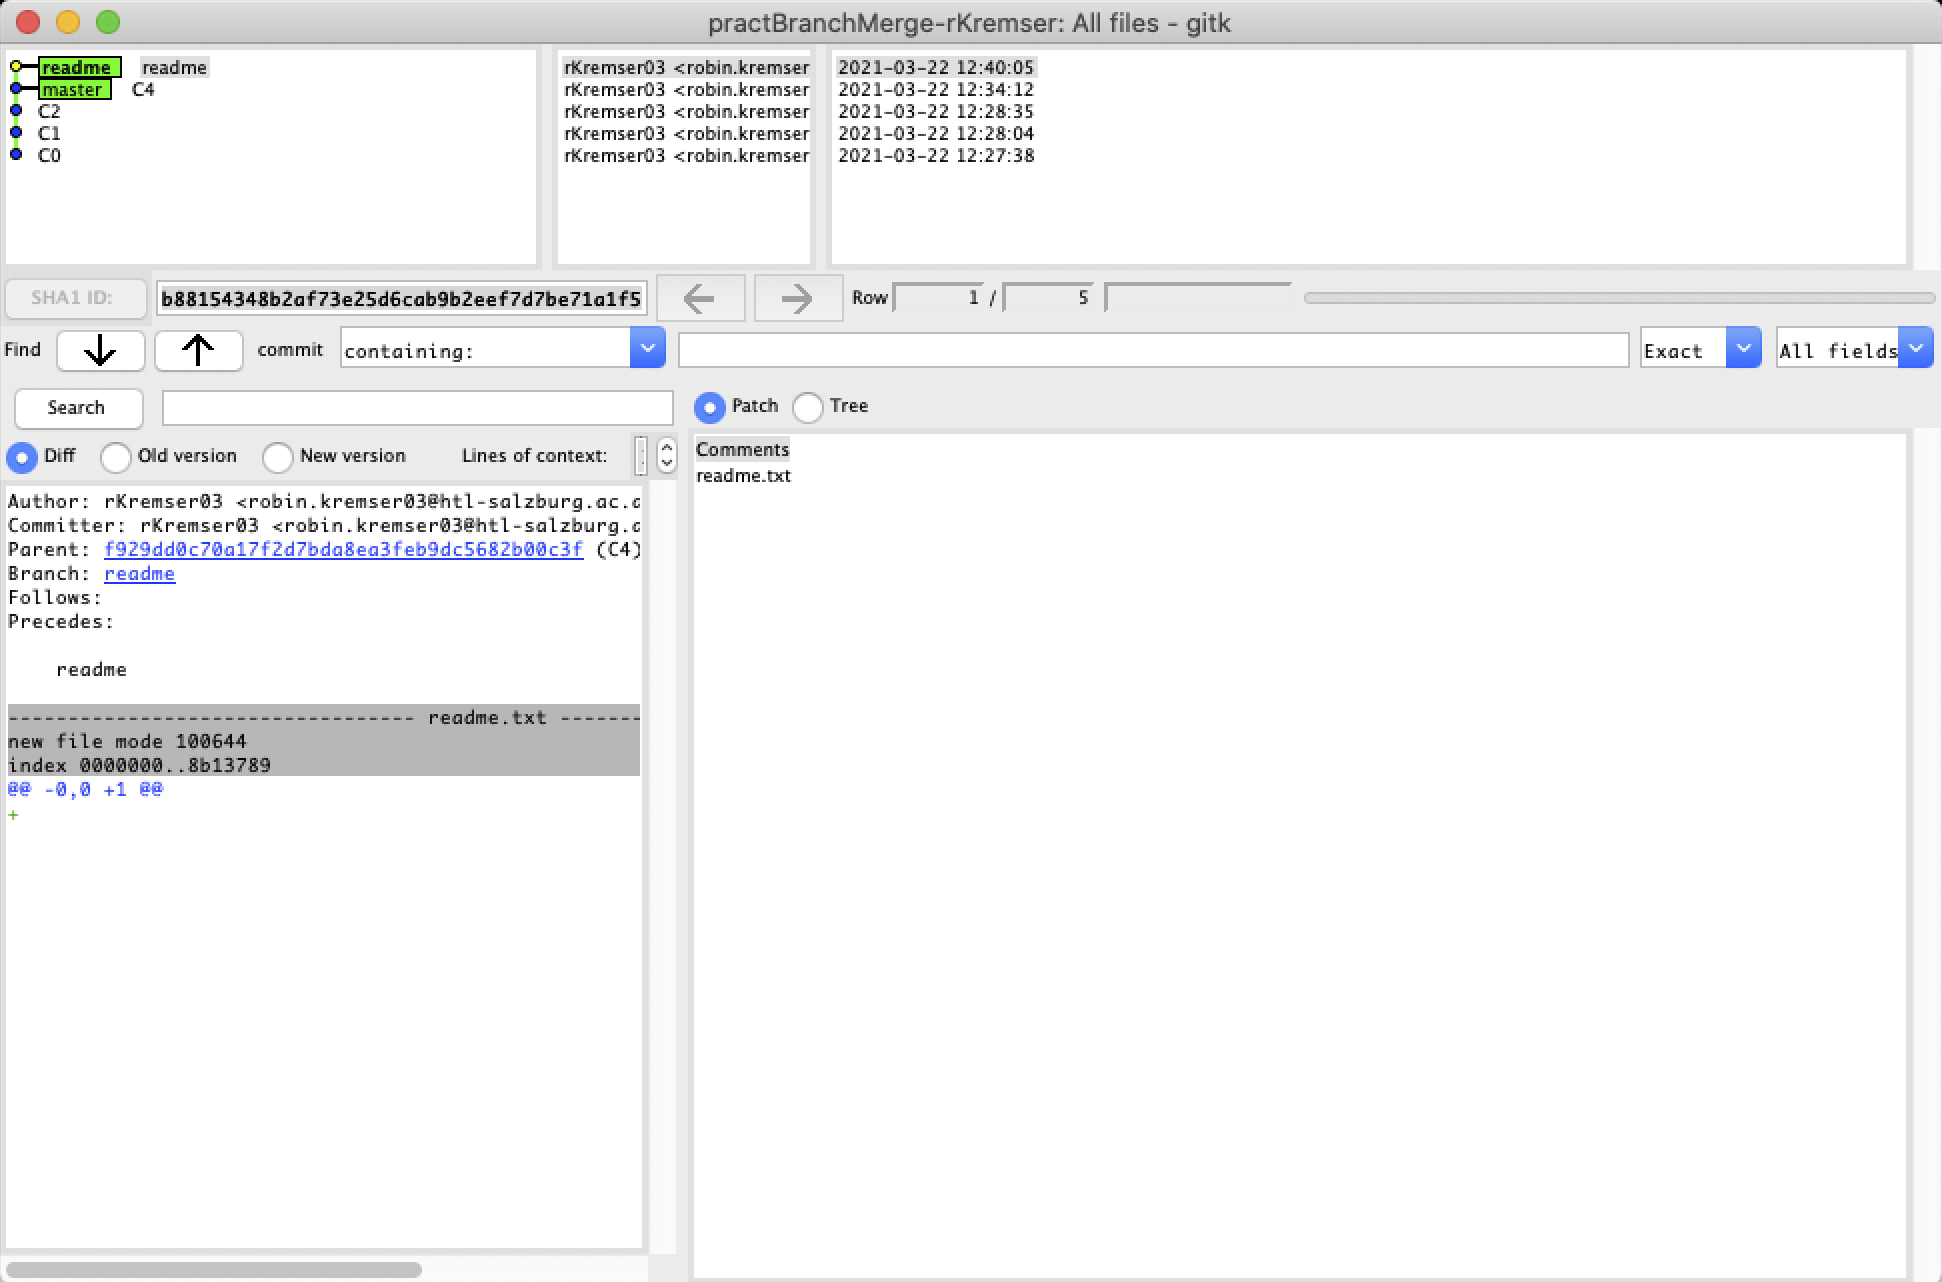 practBranchMerge-rKremser: All files - gitk
readme readme rKremser03 <robin.kremser 2021-03-22 12:40:05
master C4 rKremser03 <robin.kremser 2021-03-22 12:34:12
C2 rKremser03 <robin.kremser 2021-03-22 12:28:35
C1 rKremser03 <robin.kremser 2021-03-22 12:28:04
C0 rKremser03 <robin.kremser 2021-03-22 12:27:38
SHA1 ID: b88154348b2af73e25d6cab9b2eef7d7be71a1f5 Row 1 / 5
Find commit containing: Exact All fields
Search
Patch Tree
Diff Old version New version Lines of context:
Comments
readme.txt
Author: rKremser03 <robin.kremser03@htl-salzburg.ac.a
Committer: rKremser03 <robin.kremser03@htl-salzburg.a
Parent: f929dd0c70a17f2d7bda8ea3feb9dc5682b00c3f (C4)
Branch: readme
Follows:
Precedes:
readme
---------------------------------- readme.txt -------
new file mode 100644
index 0000000..8b13789
@@ -0,0 +1 @@
+